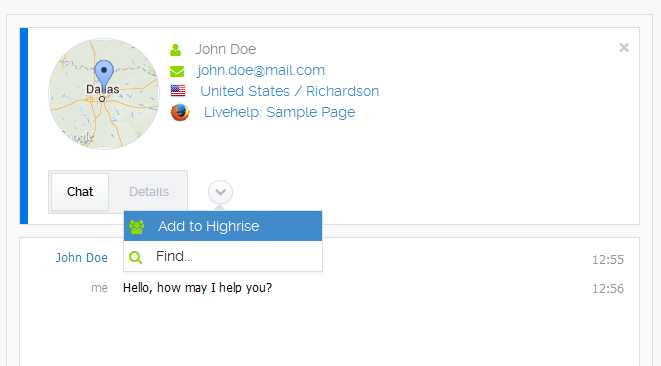 John Doe
john.doe@mail.com
United States / Richardson
Livehelp: Sample Page
Dallas
Google
Chat Details
Add to Highrise
Find...
John Doe 12:55
me Hello, how may I help you? 12:56